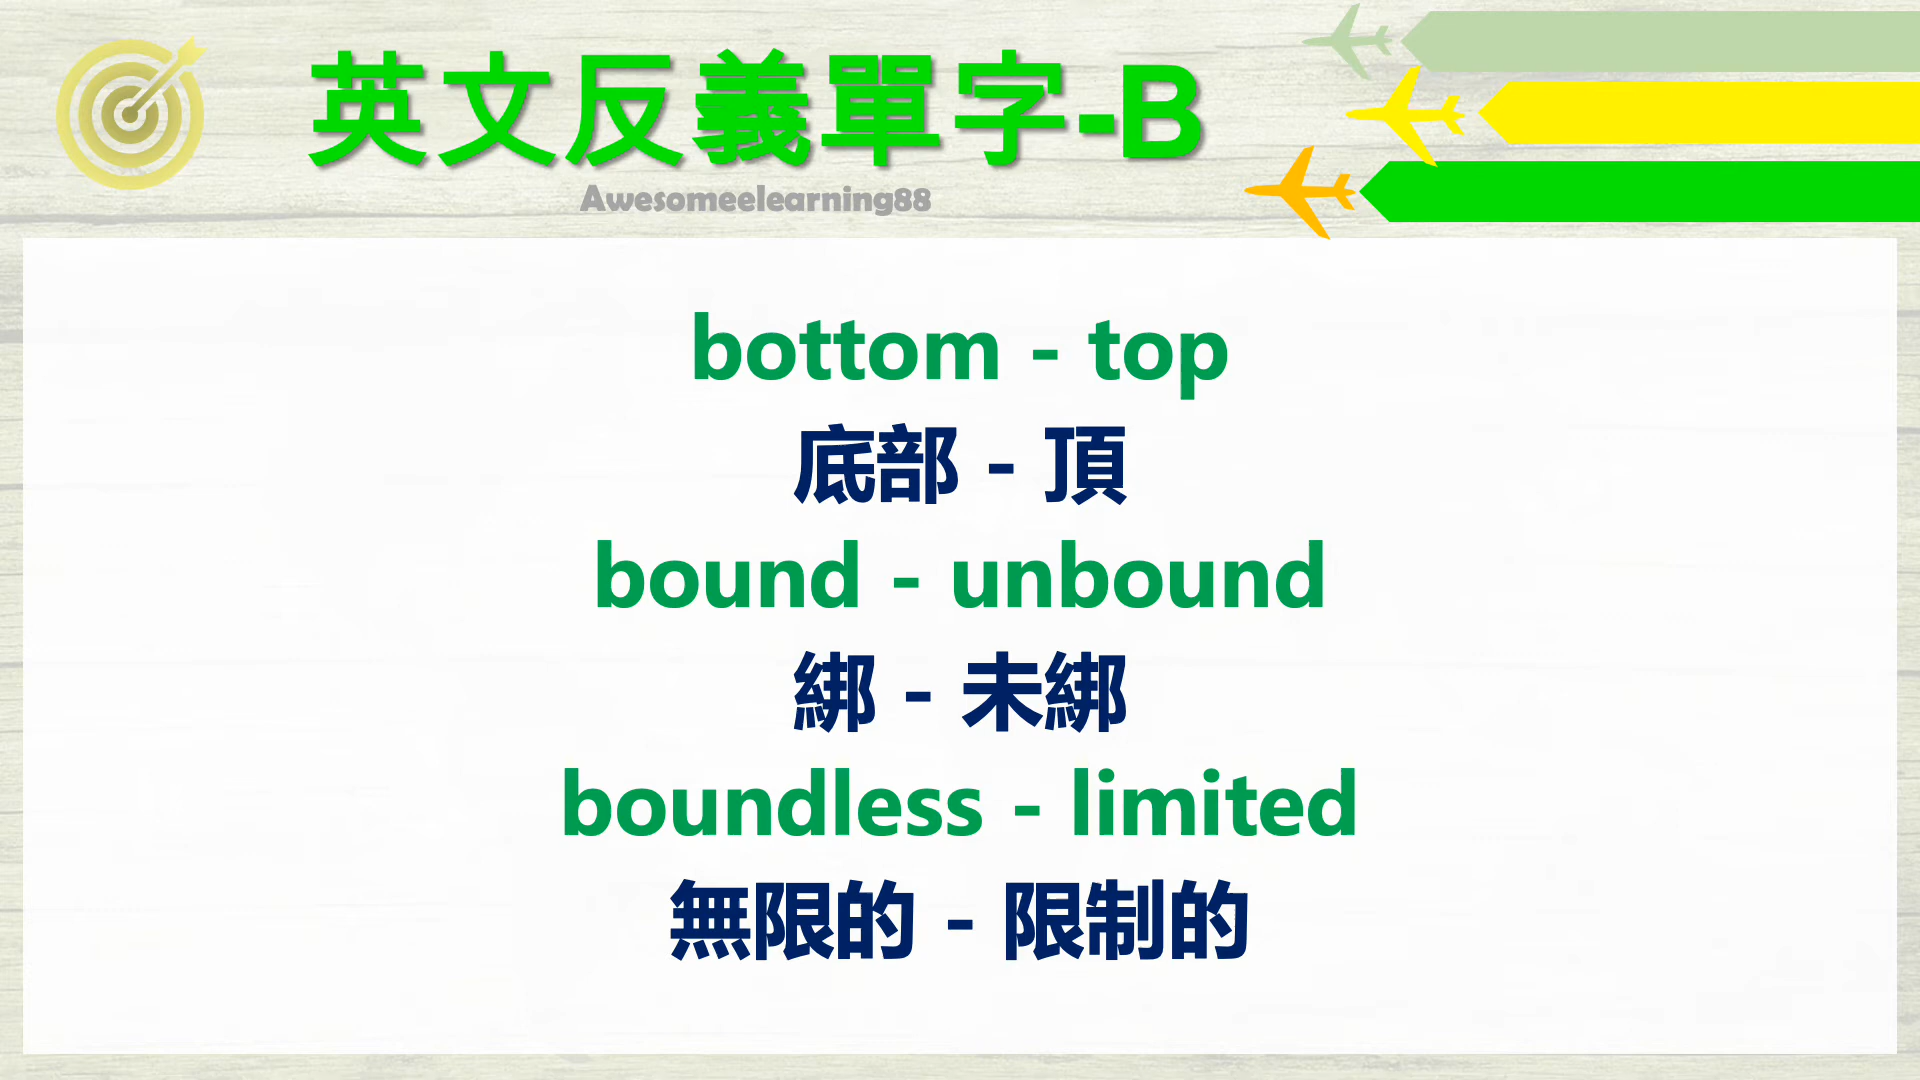 英文反義單字-B
Awesomeelearning88
bottom - top
底部 - 頂
bound - unbound
綁 - 未綁
boundless - limited
無限的 - 限制的